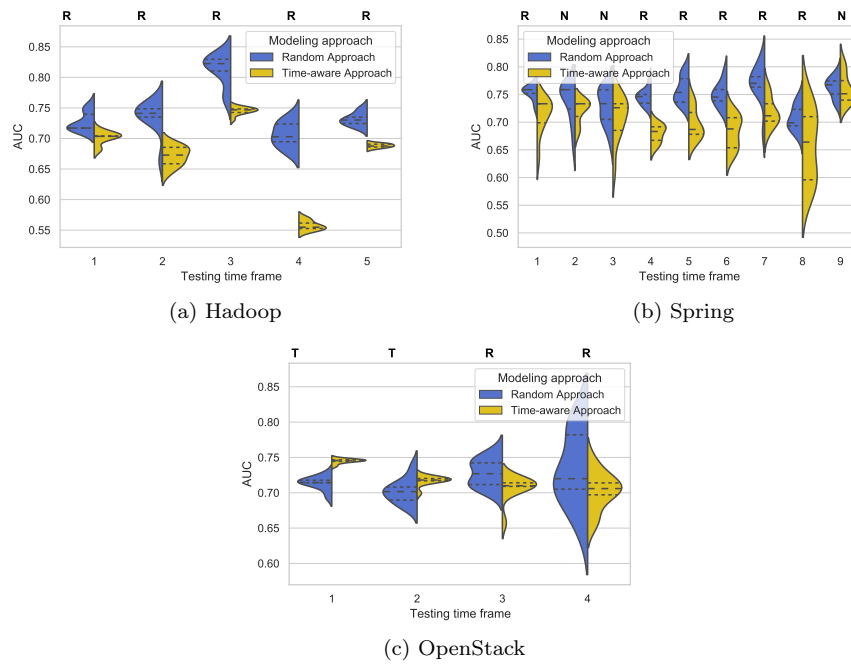 R R R R R
Modeling approach
Random Approach
Time-aware Approach
0.85
0.80
0.75
0.70
0.65
0.60
0.55
AUC
1 2 3 4 5
Testing time frame
(a) Hadoop
R N N R R R R R N
Modeling approach
Random Approach
Time-aware Approach
0.85
0.80
0.75
0.70
0.65
0.60
0.55
0.50
AUC
1 2 3 4 5 6 7 8 9
Testing time frame
(b) Spring
T T R R
Modeling approach
Random Approach
Time-aware Approach
0.85
0.80
0.75
0.70
0.65
0.60
AUC
1 2 3 4
Testing time frame
(c) OpenStack